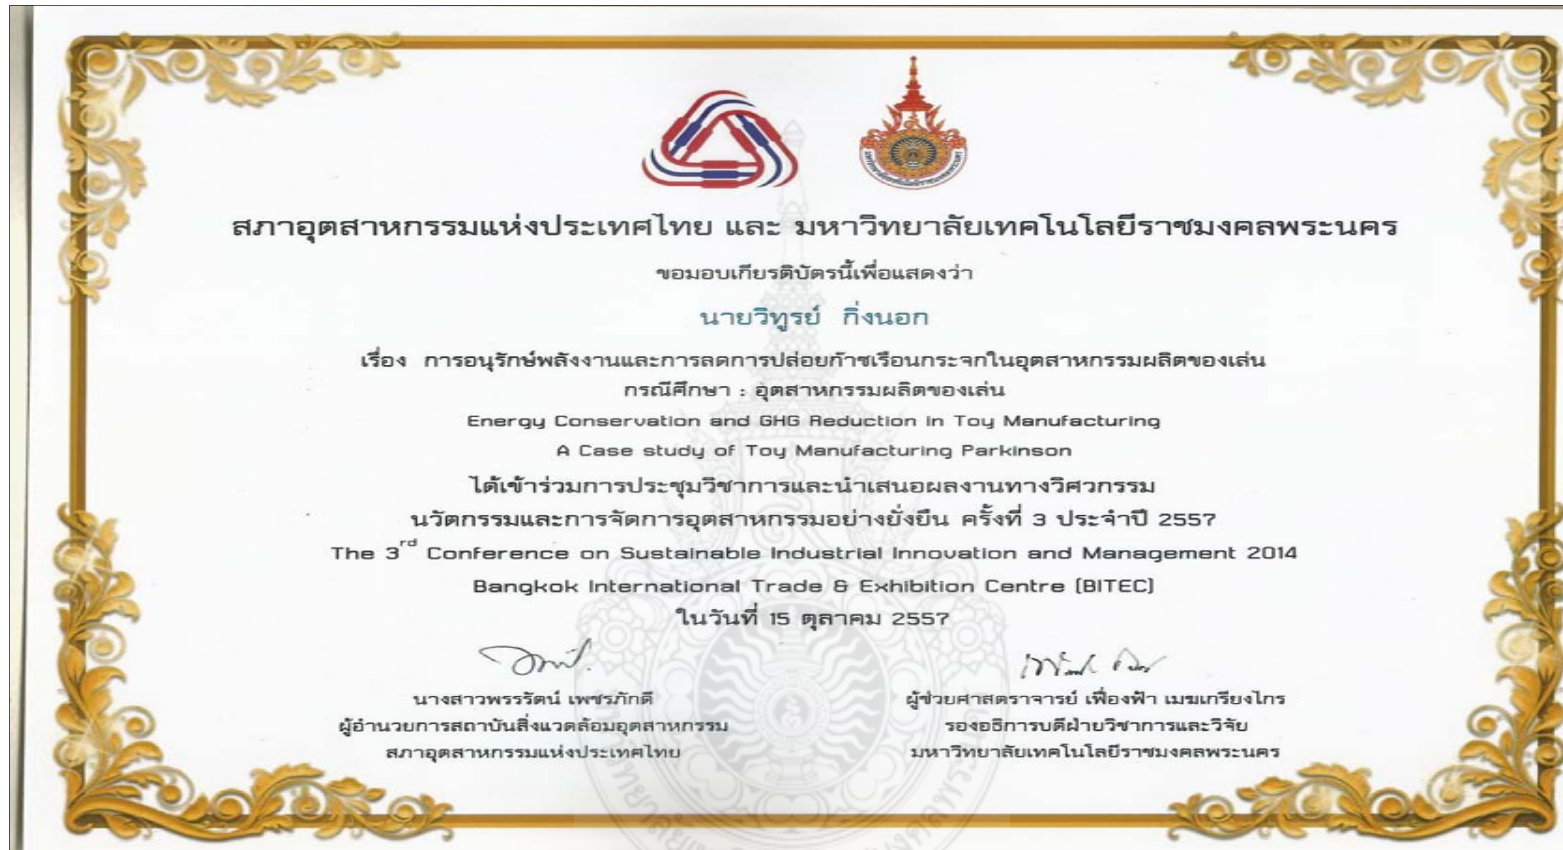 สภาอุตสาหกรรมแห่งประเทศไทย และ มหาวิทยาลัยเทคโนโลยีราชมงคลพระนคร
ขอมอบเกียรติบัตรนี้เพื่อแสดงว่า
นายวิฑูรย์ กิ่งนอก
เรื่อง การอนุรักษ์พลังงานและการลดการปล่อยก๊าซเรือนกระจกในอุตสาหกรรมผลิตของเล่น
กรณีศึกษา : อุตสาหกรรมผลิตของเล่น
Energy Conservation and GHG Reduction in Toy Manufacturing
A Case study of Toy Manufacturing Parkinson
ได้เข้าร่วมการประชุมวิชาการและนำเสนอผลงานทางวิศวกรรม
นวัตกรรมและการจัดการอุตสาหกรรมอย่างยั่งยืน ครั้งที่ 3 ประจำปี 2557
The 3rd Conference on Sustainable Industrial Innovation and Management 2014
Bangkok International Trade & Exhibition Centre (BITEC)
ในวันที่ 15 ตุลาคม 2557
นางสาวพรรรัตน์ เพชรภักดี
ผู้ช่วยศาสตราจารย์ เฟื่องฟ้า เมฆเกรียงไกร
ผู้อำนวยการสถาบันสิ่งแวดล้อมอุตสาหกรรม
รองอธิการบดีฝ่ายวิชาการและวิจัย
สภาอุตสาหกรรมแห่งประเทศไทย
มหาวิทยาลัยเทคโนโลยีราชมงคลพระนคร